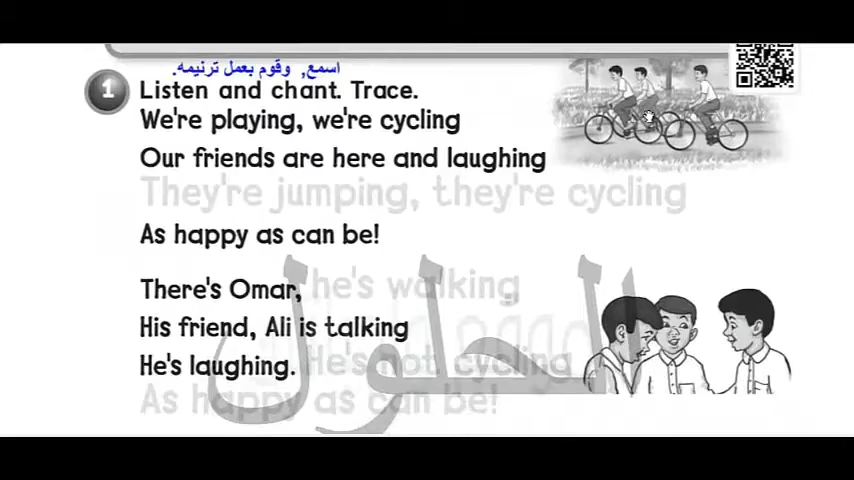 اسمع, وقوم بعمل ترنيمه.
1 Listen and chant. Trace.
We're playing, we're cycling
Our friends are here and laughing
They're jumping, they're cycling
As happy as can be!
There's Omar, he's walking
His friend, Ali is talking
He's laughing. He's not cycling
As happy as can be!